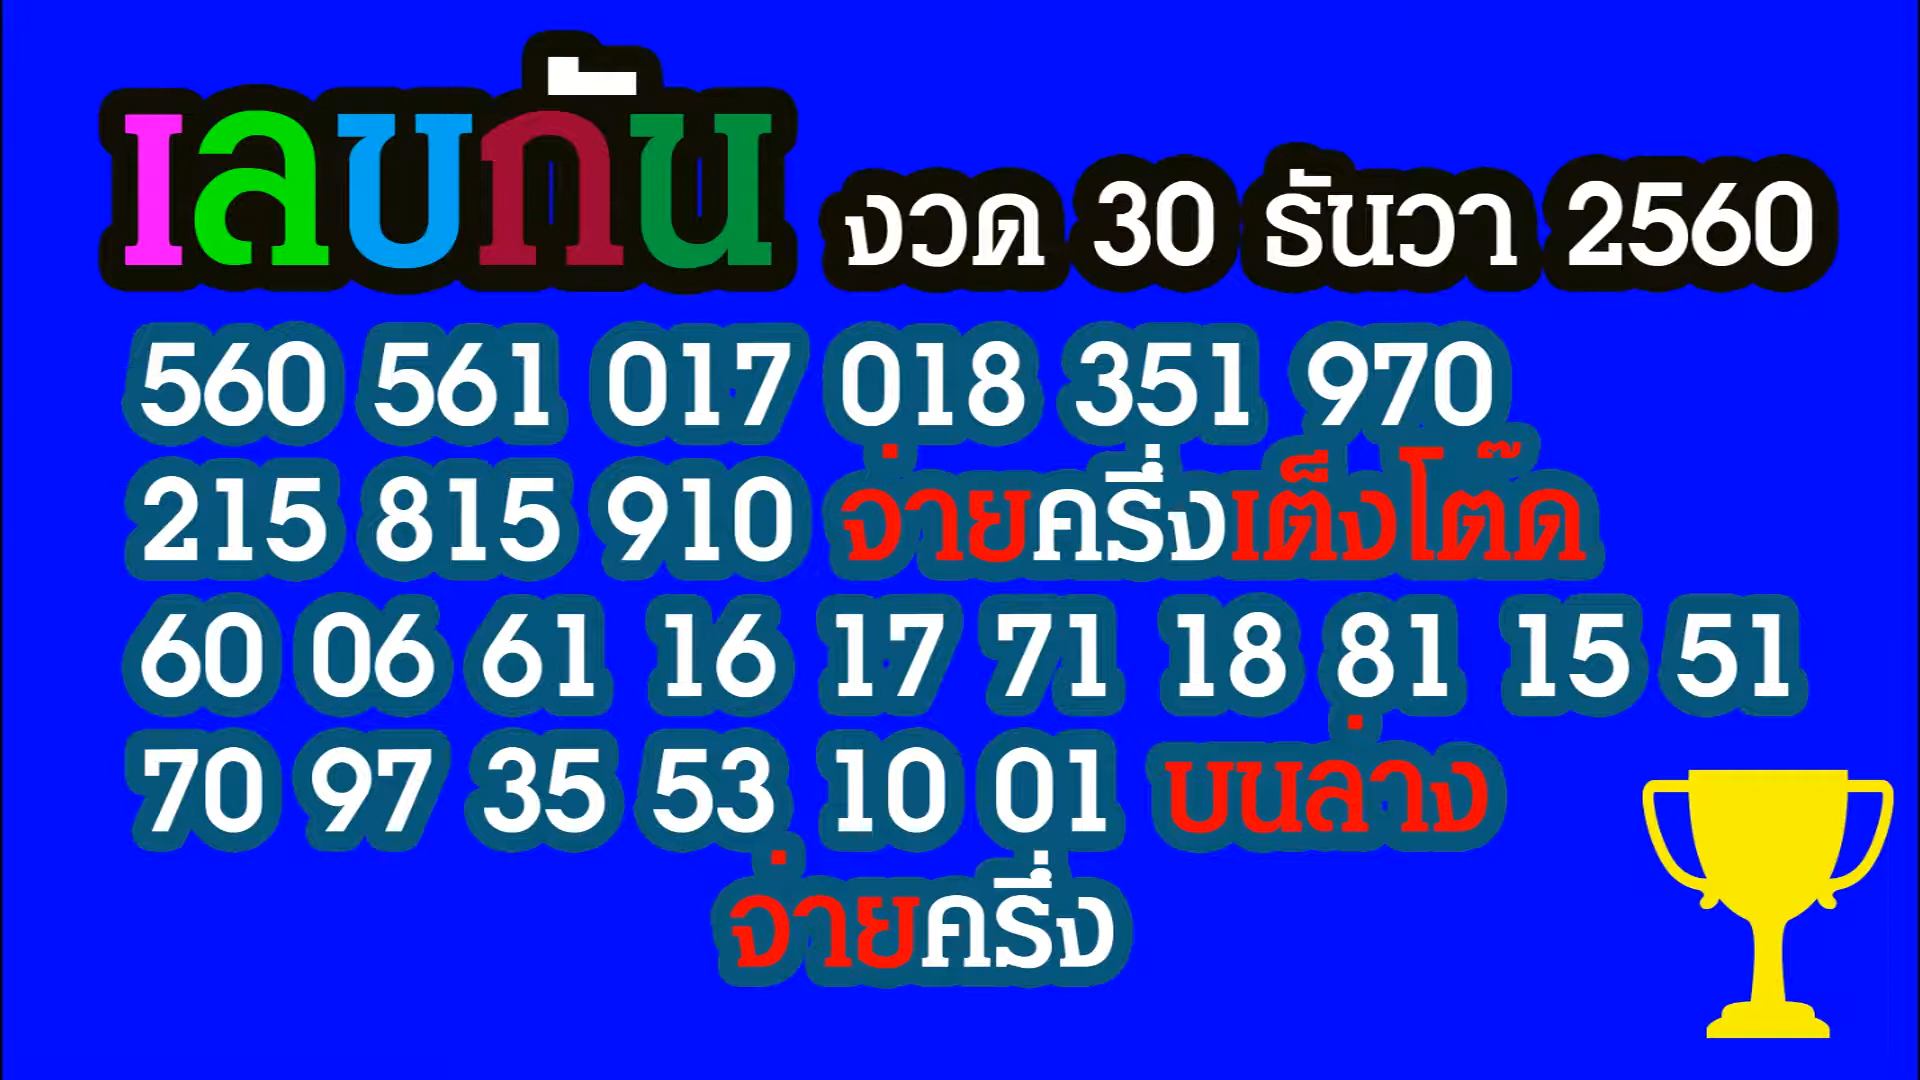 เลขกัน งวด 30 ธันวา 2560
560 561 017 018 351 970
215 815 910 จ่ายครึ่งเต็งโต๊ด
60 06 61 16 17 71 18 81 15 51
70 97 35 53 10 01 บนล่าง
จ่ายครึ่ง